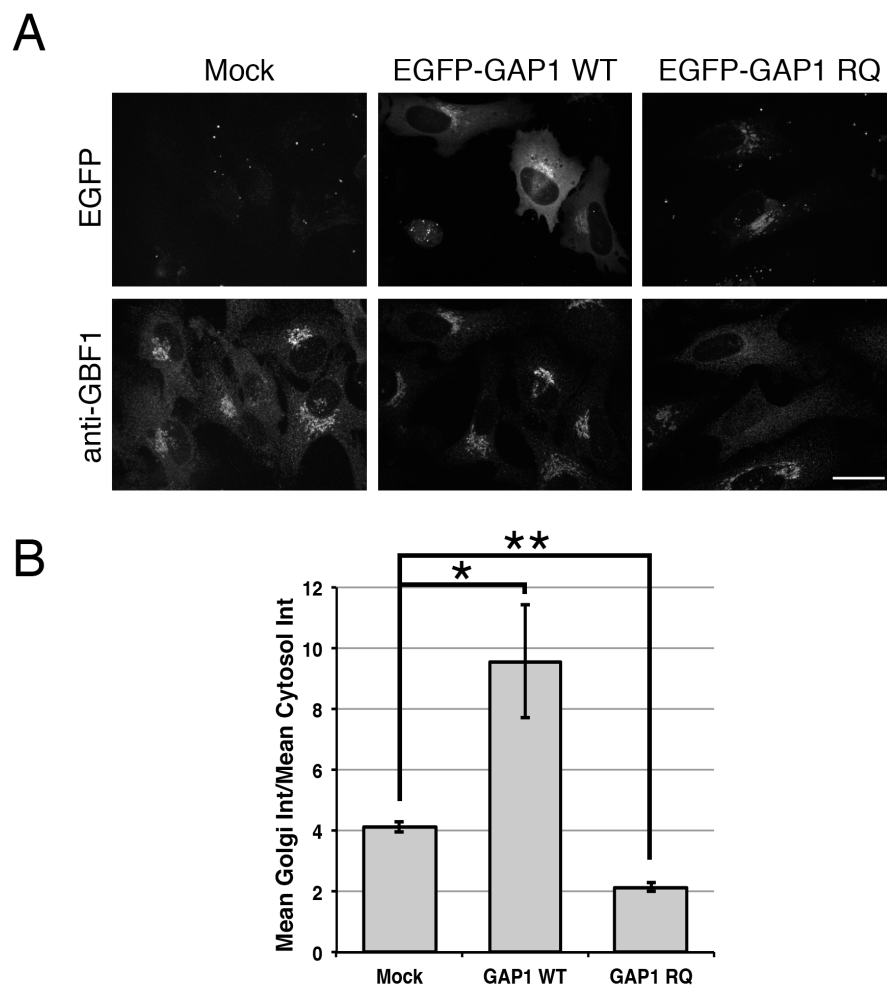 A
Mock
EGFP-GAP1 WT
EGFP-GAP1 RQ
EGFP
anti-GBF1
B
**
*
Mean Golgi Int/Mean Cytosol Int
12
10
8
6
4
2
0
Mock
GAP1 WT
GAP1 RQ